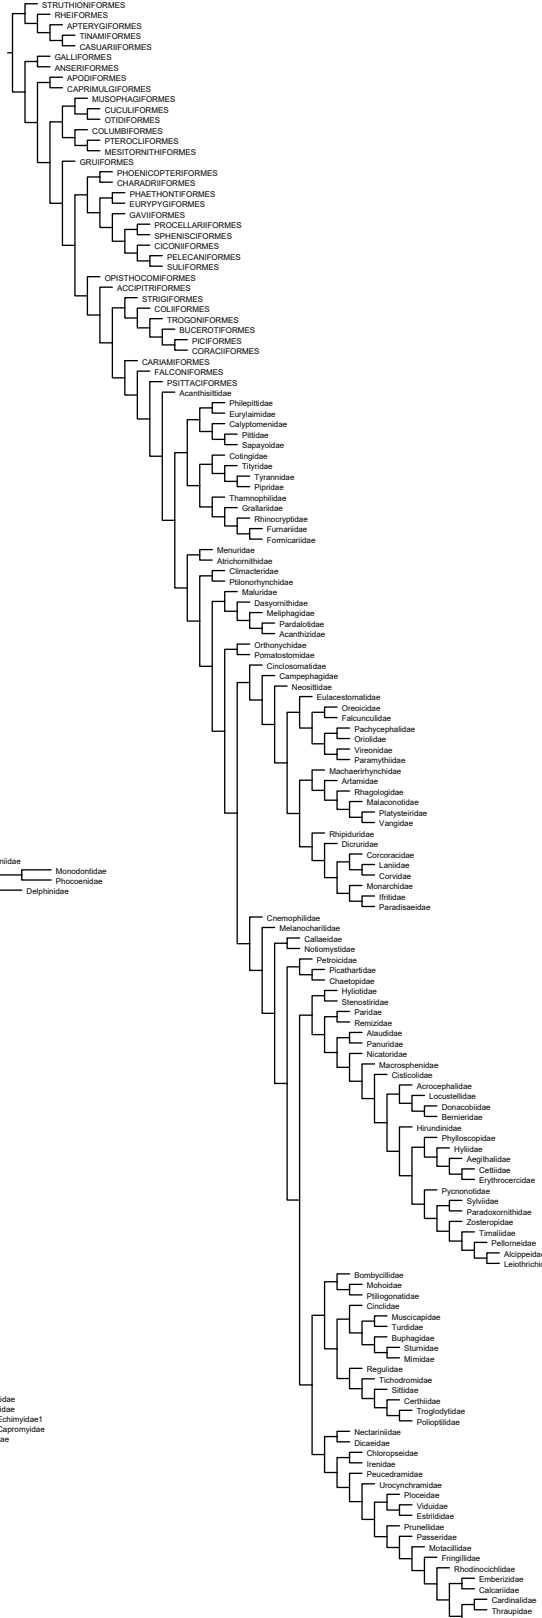 STRUTHIONIFORMES
RHEIFORMES
APTERYGIFORMES
TINAMIFORMES
CASUARIIFORMES
GALLIFORMES
ANSERIFORMES
APODIFORMES
CAPRIMULGIFORMES
MUSOPHAGIFORMES
CUCULIFORMES
OTIDIFORMES
COLUMBIFORMES
PTEROCLIFORMES
MESITORNITHIFORMES
GRUIFORMES
PHOENICOPTERIFORMES
CHARADRIIFORMES
PHAETHONTIFORMES
EURYPYGIFORMES
GAVIIFORMES
PROCELLARIIFORMES
SPHENISCIFORMES
CICONIIFORMES
PELECANIFORMES
SULIFORMES
OPISTHOCOMIFORMES
ACCIPITRIFORMES
STRIGIFORMES
COLIIFORMES
TROGONIFORMES
BUCEROTIFORMES
PICIFORMES
CORACIIFORMES
CARIAMIFORMES
FALCONIFORMES
PSITTACIFORMES
Acanthisittidae
Philepittidae
Eurylaimidae
Calyptomenidae
Pittidae
Sapayoidae
Cotingidae
Tityridae
Tyrannidae
Pipridae
Thamnophilidae
Grallariidae
Rhinocryptidae
Furnariidae
Formicariidae
Menuridae
Atrichornithidae
Climacteridae
Ptilonorhynchidae
Maluridae
Dasyornithidae
Meliphagidae
Pardalotidae
Acanthizidae
Orthonychidae
Pomatostomidae
Cinclosomatidae
Campephagidae
Neosittidae
Eulacestomatidae
Oreoicidae
Falcunculidae
Pachycephalidae
Oriolidae
Vireonidae
Paramythiidae
Machaerirhynchidae
Artamidae
Rhagologidae
Malaconotidae
Platysteiridae
Vangidae
Rhipiduridae
Dicruridae
Corcoracidae
Laniidae
Corvidae
Monarchidae
Ifritidae
Paradisaeidae
niidae
Monodontidae
Phocoenidae
Delphinidae
Cnemophilidae
Melanocharitidae
Callaeidae
Notiomystidae
Petroicidae
Picathartidae
Chaetopidae
Hyliotidae
Stenostiridae
Paridae
Remizidae
Alaudidae
Panuridae
Nicatoridae
Macrosphenidae
Cisticolidae
Acrocephalidae
Locustellidae
Donacobiidae
Bernieridae
Hirundinidae
Phylloscopidae
Hyliidae
Aegithalidae
Cettiidae
Erythrocercidae
Pycnonotidae
Sylviidae
Paradoxornithidae
Zosteropidae
Timaliidae
Pellorneidae
Alcippeidae
Leiothrichi
Bombycillidae
Mohoidae
Ptiliogonatidae
Cinclidae
Muscicapidae
Turdidae
Buphagidae
Sturnidae
Mimidae
Regulidae
Tichodromidae
Sittidae
Certhiidae
Troglodytidae
Polioptilidae
idae
idae
Echimyidae1
Capromyidae
ae
Nectariniidae
Dicaeidae
Chloropseidae
Irenidae
Peucedramidae
Urocynchramidae
Ploceidae
Viduidae
Estrildidae
Prunellidae
Passeridae
Motacillidae
Fringillidae
Rhodinocichlidae
Emberizidae
Calcariidae
Cardinalidae
Thraupidae